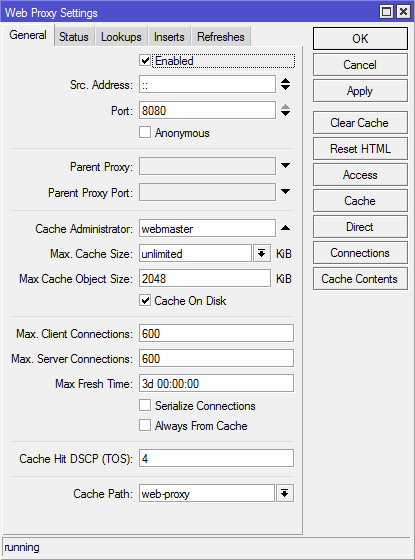 Web Proxy Settings
General Status Lookups Inserts Refreshes
Enabled
Src. Address: ::
Port: 8080
Anonymous
Parent Proxy:
Parent Proxy Port:
Cache Administrator: webmaster
Max. Cache Size: unlimited KiB
Max Cache Object Size: 2048 KiB
Cache On Disk
Max. Client Connections: 600
Max. Server Connections: 600
Max Fresh Time: 3d 00:00:00
Serialize Connections
Always From Cache
Cache Hit DSCP (TOS): 4
Cache Path: web-proxy
OK
Cancel
Apply
Clear Cache
Reset HTML
Access
Cache
Direct
Connections
Cache Contents
running